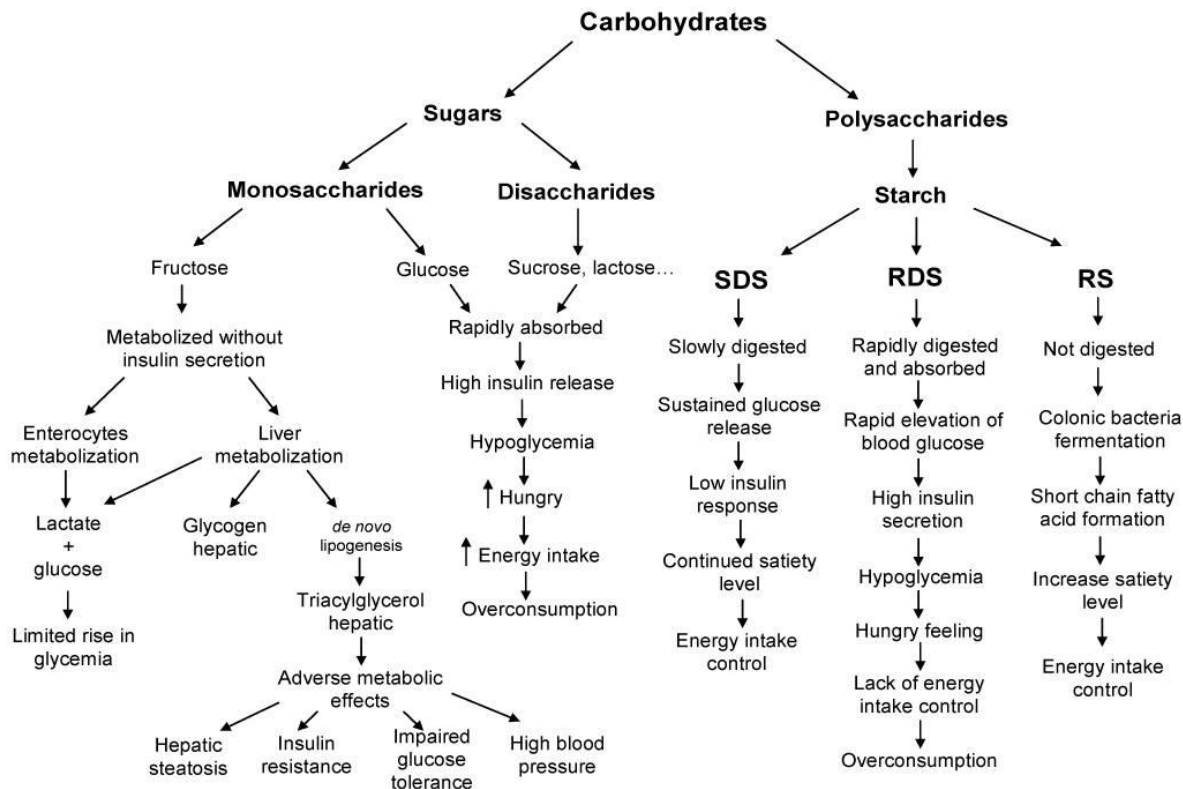 Carbohydrates
Sugars
Polysaccharides
Monosaccharides
Disaccharides
Starch
Fructose
Glucose
Sucrose, lactose…
SDS
RDS
RS
Metabolized without
insulin secretion
Rapidly absorbed
High insulin release
Hypoglycemia
↑ Hungry
↑ Energy intake
Overconsumption
Enterocytes
metabolization
Liver
metabolization
Lactate
+
glucose
Limited rise in
glycemia
Glycogen
hepatic
de novo
lipogenesis
Triacylglycerol
hepatic
Adverse metabolic
effects
Hepatic
steatosis
Insulin
resistance
Impaired
glucose
tolerance
High blood
pressure
Slowly digested
Sustained glucose
release
Low insulin
response
Continued satiety
level
Energy intake
control
Rapidly digested
and absorbed
Rapid elevation of
blood glucose
High insulin
secretion
Hypoglycemia
Hungry feeling
Lack of energy
intake control
Overconsumption
Not digested
Colonic bacteria
fermentation
Short chain fatty
acid formation
Increase satiety
level
Energy intake
control